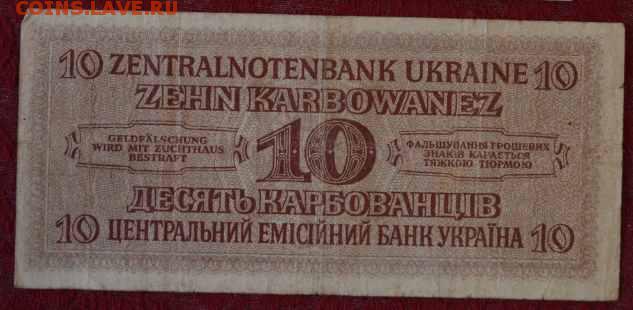 COINS.LAVE.RU
10 ZENTRALNOTENBANK UKRAINE 10
ZEHN KARBOWANEZ
GELDFÄLSCHUNG
WIRD MIT ZUCHTHAUS
BESTRAFT
10
ФАЛЬШУВАННЯ ГРОШЕВИХ
ЗНАКІВ КАРАЄТЬСЯ
ТЯЖКОЮ ТЮРМОЮ
ДЕСЯТЬ КАРБОВАНЦІВ
10 ЦЕНТРАЛЬНИЙ ЕМІСІЙНИЙ БАНК УКРАЇНА 10